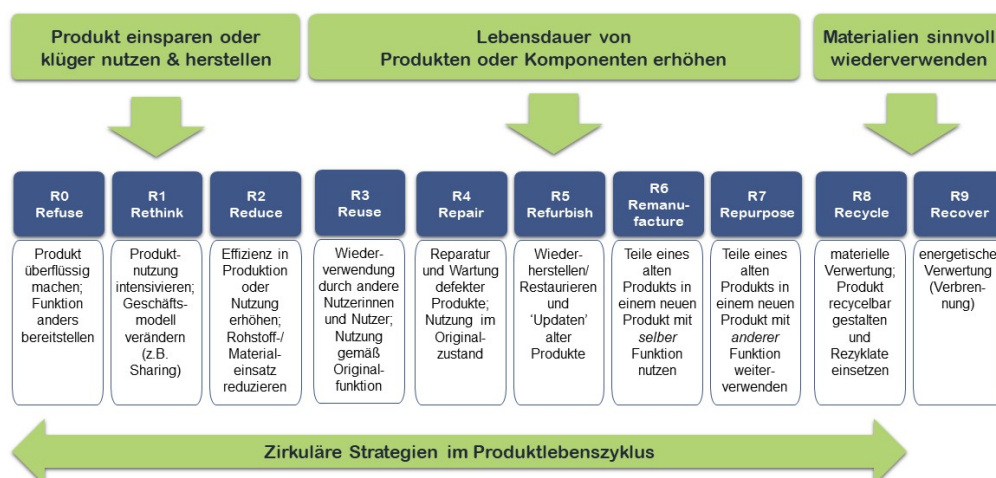 Produkt einsparen oder
klüger nutzen & herstellen
Lebensdauer von
Produkten oder Komponenten erhöhen
Materialien sinnvoll
wiederverwenden
R0
Refuse
R1
Rethink
R2
Reduce
R3
Reuse
R4
Repair
R5
Refurbish
R6
Remanu-
facture
R7
Repurpose
R8
Recycle
R9
Recover
Produkt
überflüssig
machen;
Funktion
anders
bereitstellen
Produkt-
nutzung
intensivieren;
Geschäfts-
modell
verändern
(z.B.
Sharing)
Effizienz in
Produktion
oder
Nutzung
erhöhen;
Rohstoff-/
Material-
einsatz
reduzieren
Wieder-
verwendung
durch andere
Nutzerinnen
und Nutzer;
Nutzung
gemäß
Original-
funktion
Reparatur
und Wartung
defekter
Produkte;
Nutzung im
Original-
zustand
Wieder-
herstellen/
Restaurieren
und
‘Updaten’
alter
Produkte
Teile eines
alten
Produkts in
einem neuen
Produkt mit
selber
Funktion
nutzen
Teile eines
alten
Produkts in
einem neuen
Produkt mit
anderer
Funktion
weiter-
verwenden
materielle
Verwertung;
Produkt
recycelbar
gestalten
und
Rezyklate
einsetzen
energetische
Verwertung
(Verbren-
nung)
Zirkuläre Strategien im Produktlebenszyklus